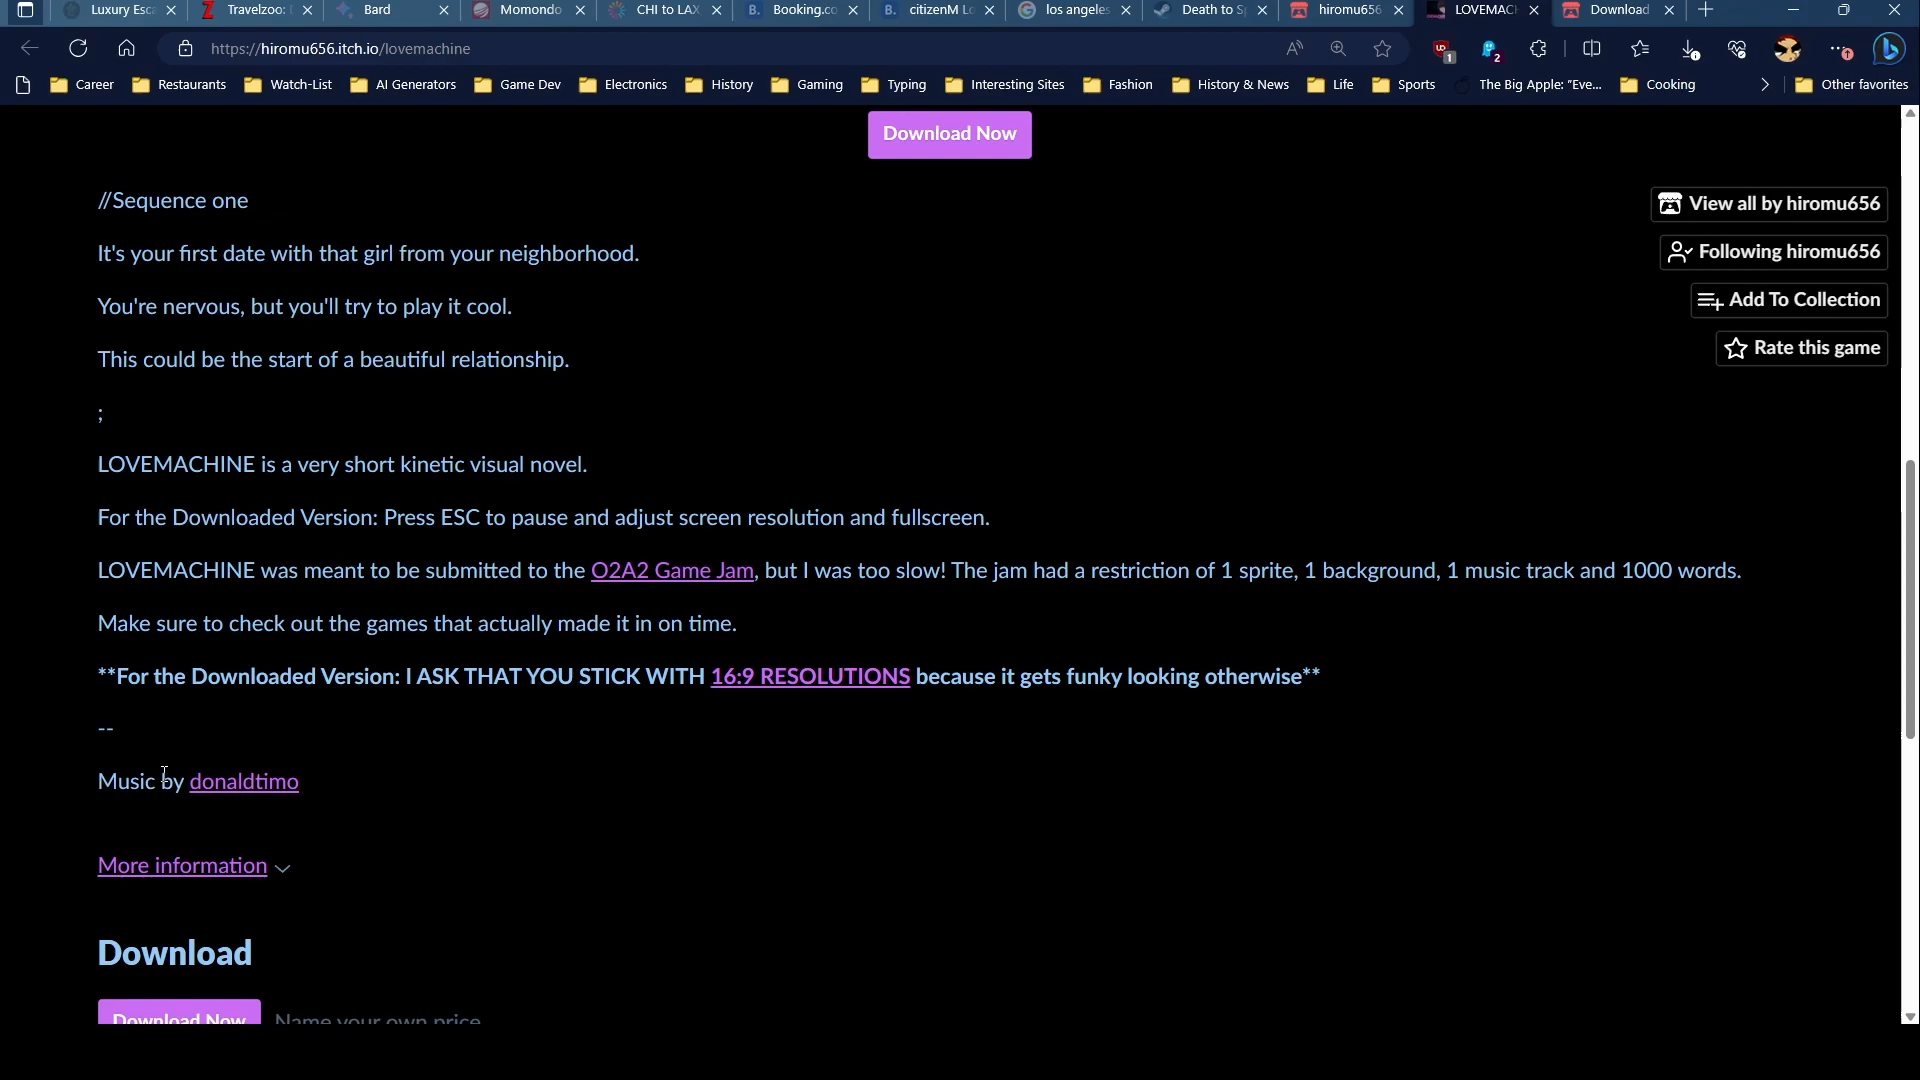 Luxury Esc
Travelzoo:
Bard
Momondo
CHI to LAX
Booking.co
citizenM Lo
los angeles
Death to S
hiromu656
LOVEMACH
Download
https://hiromu656.itch.io/lovemachine
1
2
Career
Restaurants
Watch-List
AI Generators
Game Dev
Electronics
History
Gaming
Typing
Interesting Sites
Fashion
History & News
Life
Sports
The Big Apple: "Eve...
Cooking
Other favorites
Download Now
//Sequence one
View all by hiromu656
It's your first date with that girl from your neighborhood.
Following hiromu656
You're nervous, but you'll try to play it cool.
Add To Collection
This could be the start of a beautiful relationship.
Rate this game
;
LOVEMACHINE is a very short kinetic visual novel.
For the Downloaded Version: Press ESC to pause and adjust screen resolution and fullscreen.
LOVEMACHINE was meant to be submitted to the O2A2 Game Jam, but I was too slow! The jam had a restriction of 1 sprite, 1 background, 1 music track and 1000 words.
Make sure to check out the games that actually made it in on time.
**For the Downloaded Version: I ASK THAT YOU STICK WITH 16:9 RESOLUTIONS because it gets funky looking otherwise**
--
Music by donaldtimo
More information
Download
Download Now
Name your own price